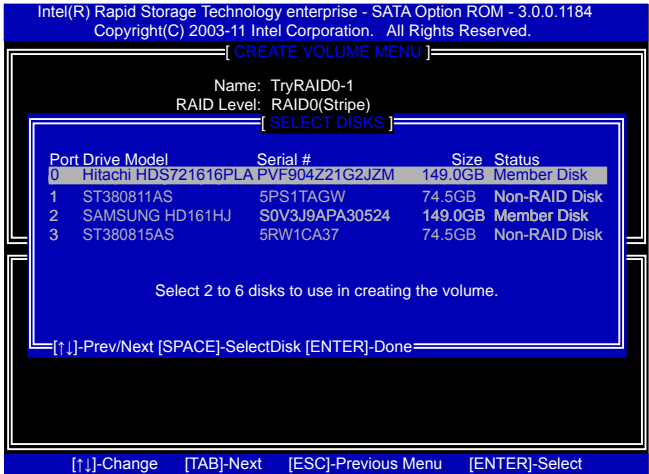 Intel(R) Rapid Storage Technology enterprise - SATA Option ROM - 3.0.0.1184
Copyright(C) 2003-11 Intel Corporation. All Rights Reserved.
[ CREATE VOLUME MENU ]
Name: TryRAID0-1
RAID Level: RAID0(Stripe)
[ SELECT DISKS ]
Port Drive Model Serial # Size Status
0 Hitachi HDS721616PLA PVF904Z21G2JZM 149.0GB Member Disk
1 ST380811AS 5PS1TAGW 74.5GB Non-RAID Disk
2 SAMSUNG HD161HJ S0V3J9APA30524 149.0GB Member Disk
3 ST380815AS 5RW1CA37 74.5GB Non-RAID Disk
Select 2 to 6 disks to use in creating the volume.
[↑↓]-Prev/Next [SPACE]-SelectDisk [ENTER]-Done
[↑↓]-Change [TAB]-Next [ESC]-Previous Menu [ENTER]-Select